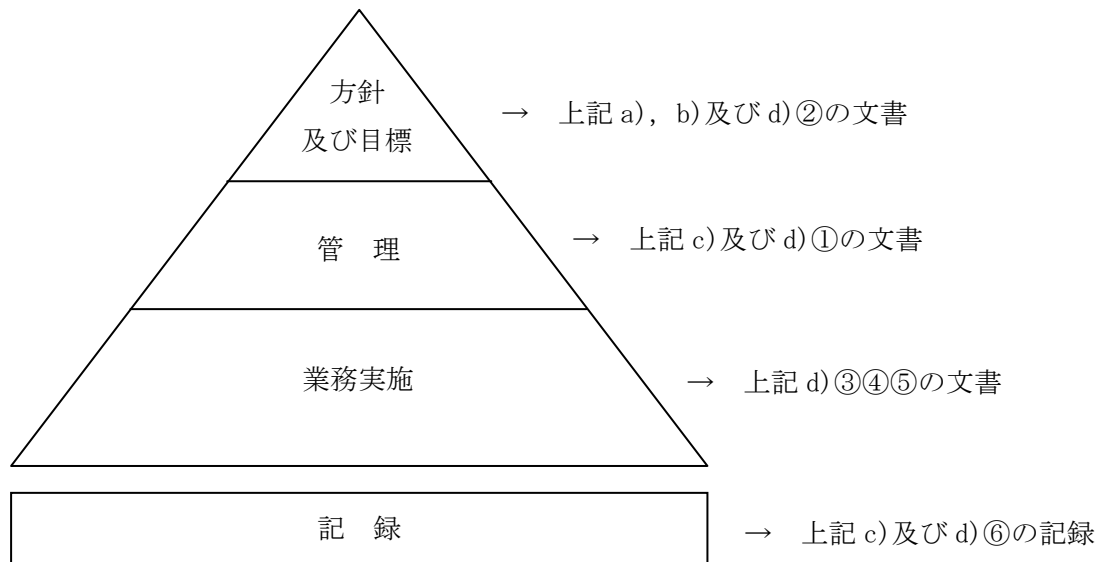 方針
及び目標
→ 上記 a), b)及び d)②の文書
管 理
→ 上記 c)及び d)①の文書
業務実施
→ 上記 d)③④⑤の文書
記 録
→ 上記 c)及び d)⑥の記録